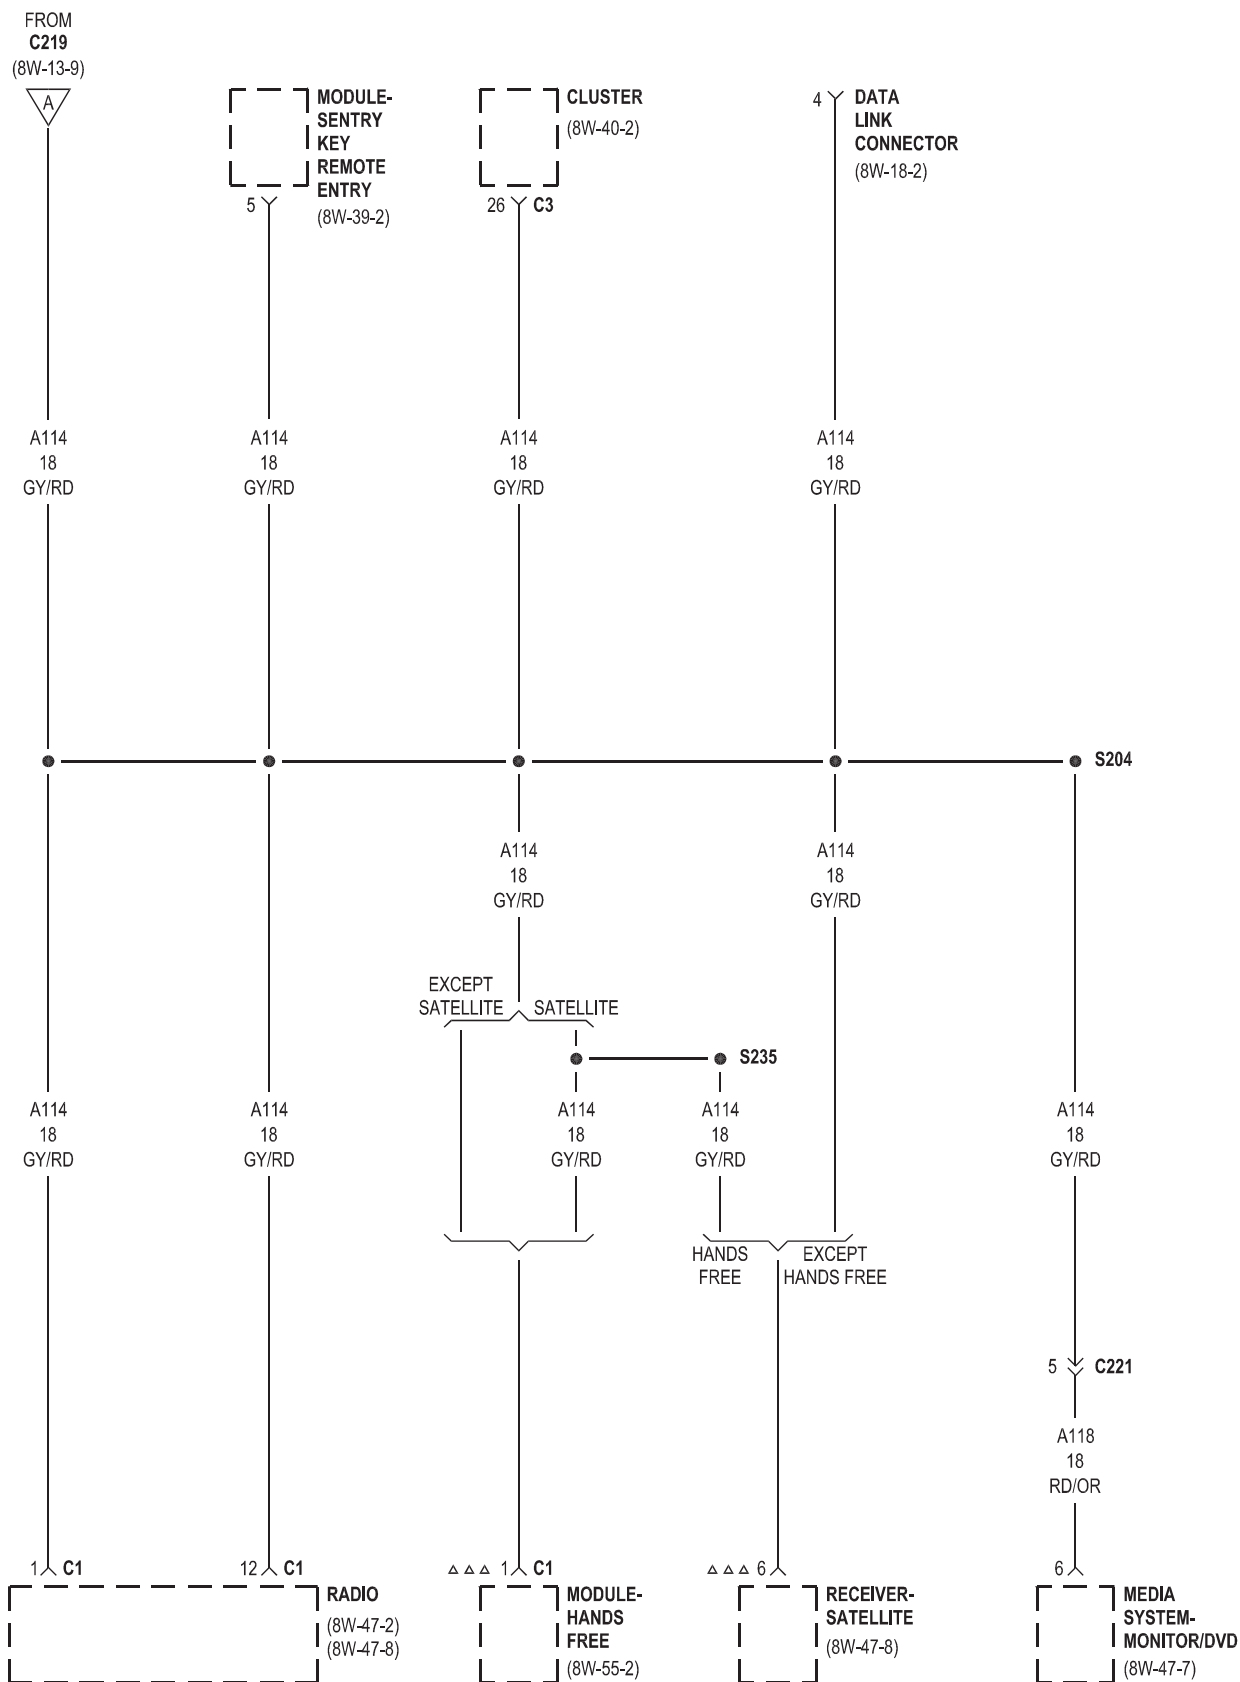 FROM
C219
(8W-13-9)
A
MODULE-
SENTRY
KEY
REMOTE
ENTRY
(8W-39-2)
5
CLUSTER
(8W-40-2)
26 C3
4
DATA
LINK
CONNECTOR
(8W-18-2)
A114
18
GY/RD
A114
18
GY/RD
A114
18
GY/RD
A114
18
GY/RD
S204
A114
18
GY/RD
A114
18
GY/RD
EXCEPT
SATELLITE
SATELLITE
S235
A114
18
GY/RD
A114
18
GY/RD
A114
18
GY/RD
A114
18
GY/RD
A114
18
GY/RD
HANDS
FREE
EXCEPT
HANDS FREE
5 C221
A118
18
RD/OR
1 C1
12 C1
RADIO
(8W-47-2)
(8W-47-8)
1 C1
MODULE-
HANDS
FREE
(8W-55-2)
6
RECEIVER-
SATELLITE
(8W-47-8)
6
MEDIA
SYSTEM-
MONITOR/DVD
(8W-47-7)